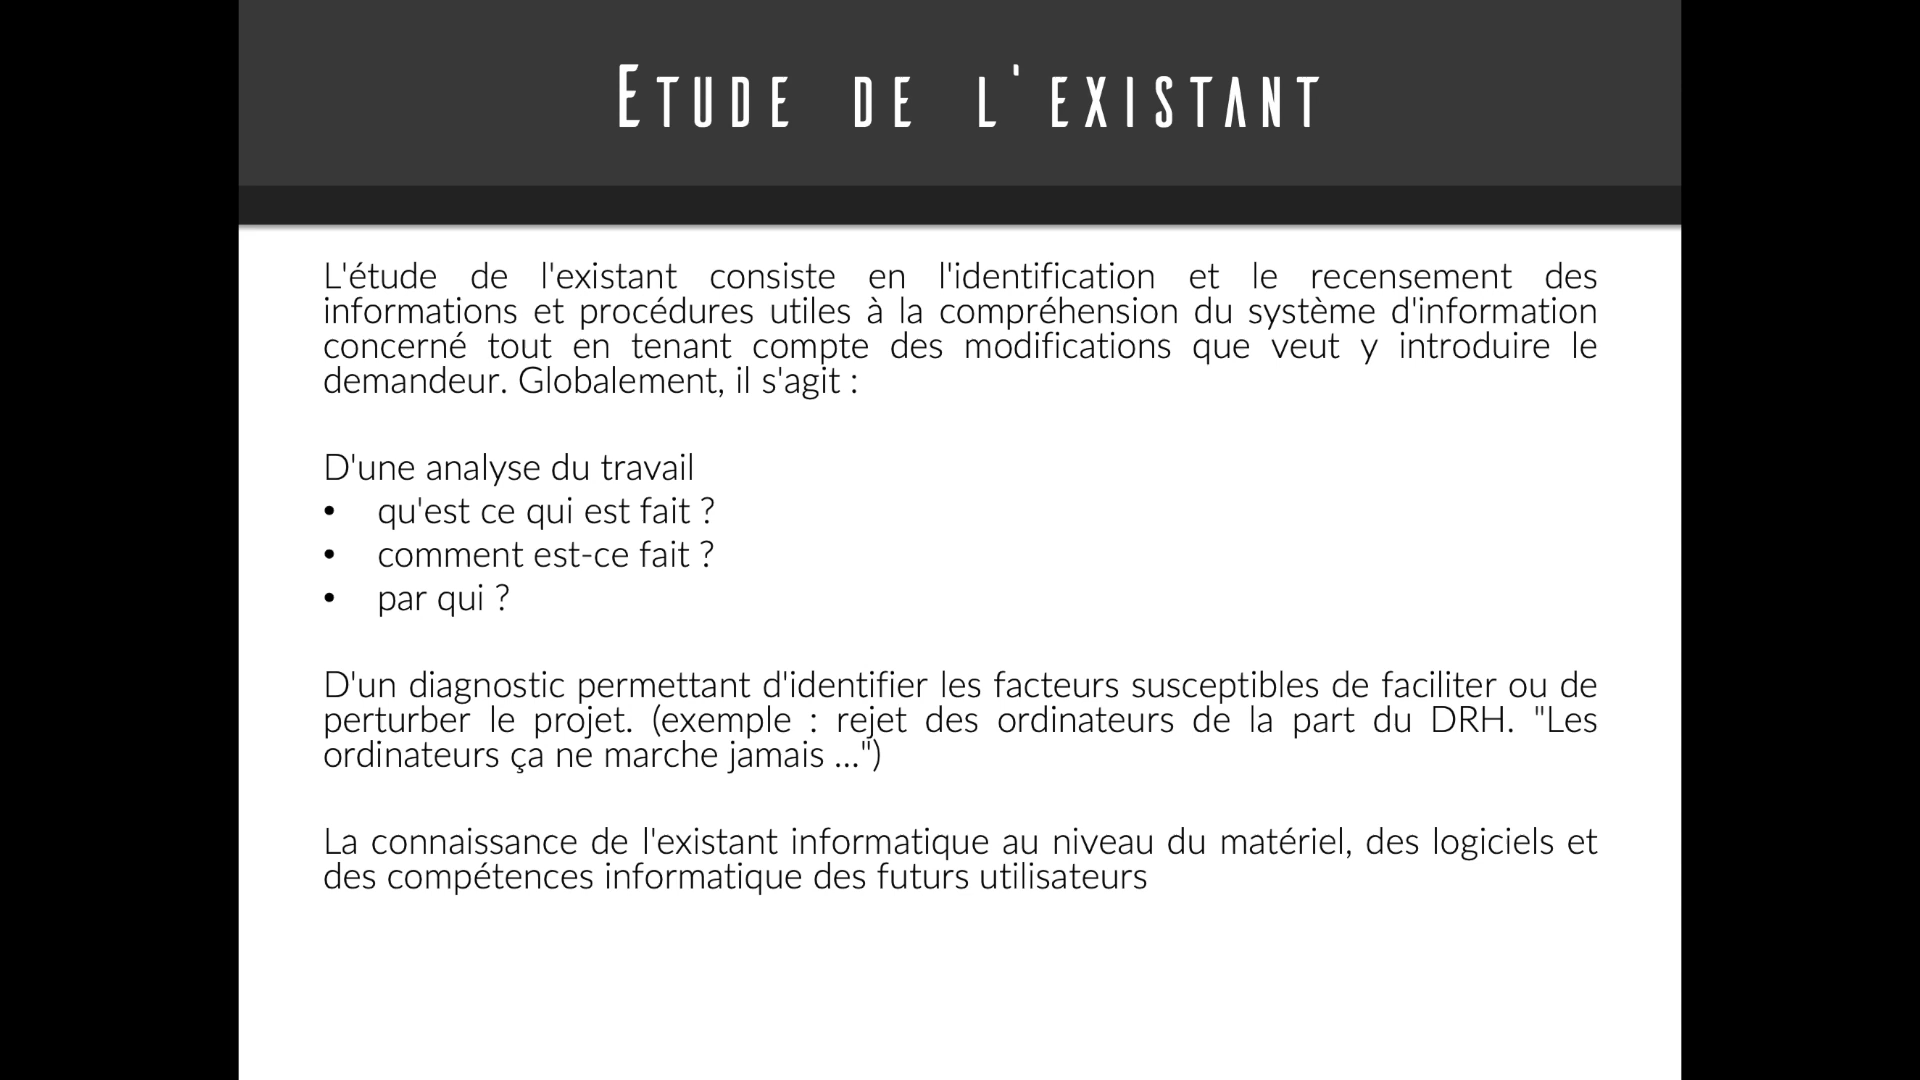 Etude de l'existant
L'étude de l'existant consiste en l'identification et le recensement des
informations et procédures utiles à la compréhension du système d'information
concerné tout en tenant compte des modifications que veut y introduire le
demandeur. Globalement, il s'agit :
D'une analyse du travail
• qu'est ce qui est fait ?
• comment est-ce fait ?
• par qui ?
D'un diagnostic permettant d'identifier les facteurs susceptibles de faciliter ou de
perturber le projet. (exemple : rejet des ordinateurs de la part du DRH. "Les
ordinateurs ça ne marche jamais ...")
La connaissance de l'existant informatique au niveau du matériel, des logiciels et
des compétences informatique des futurs utilisateurs